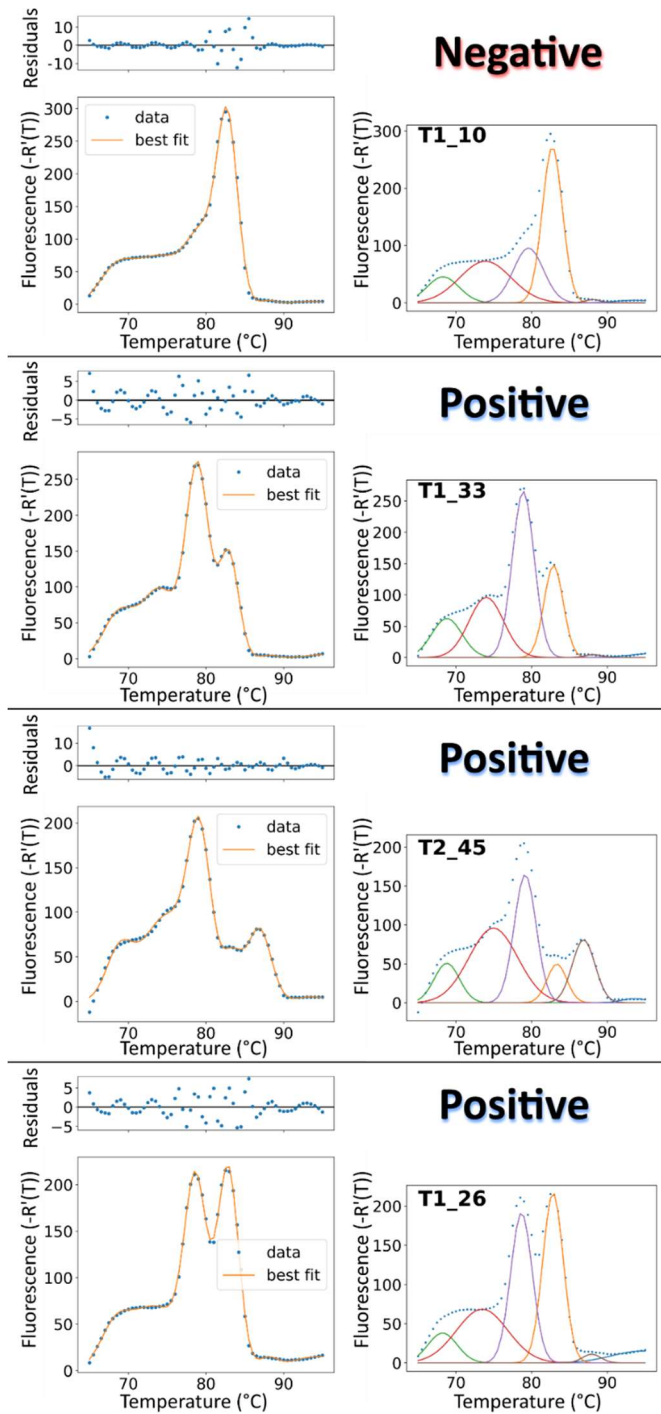 Residuals
10
0
−10
Negative
Fluorescence (-R'(T))
300
250
200
150
100
50
0
data
best fit
70
80
90
Temperature (°C)
T1_10
Fluorescence (-R'(T))
300
200
100
0
70
80
90
Temperature (°C)
Residuals
5
0
−5
Positive
Fluorescence (-R'(T))
250
200
150
100
50
0
data
best fit
70
80
90
Temperature (°C)
T1_33
Fluorescence (-R'(T))
250
200
150
100
50
0
70
80
90
Temperature (°C)
Residuals
10
0
Positive
Fluorescence (-R'(T))
200
150
100
50
0
data
best fit
70
80
90
Temperature (°C)
T2_45
Fluorescence (-R'(T))
200
150
100
50
0
70
80
90
Temperature (°C)
Residuals
5
0
−5
Positive
Fluorescence (-R'(T))
200
150
100
50
0
data
best fit
70
80
90
Temperature (°C)
T1_26
Fluorescence (-R'(T))
200
150
100
50
0
70
80
90
Temperature (°C)